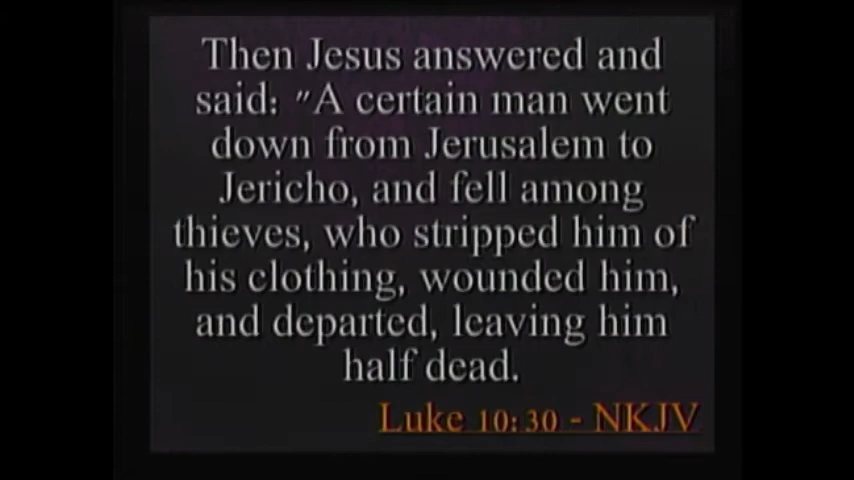 Then Jesus answered and
said: "A certain man went
down from Jerusalem to
Jericho, and fell among
thieves, who stripped him of
his clothing, wounded him,
and departed, leaving him
half dead.
Luke 10:30 - NKJV